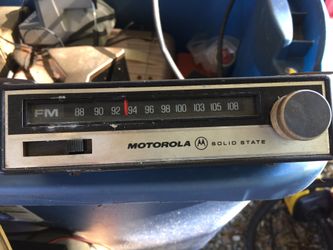 FM 88 90 92 94 96 98 100 103 105 108
MOTOROLA M SOLID STATE